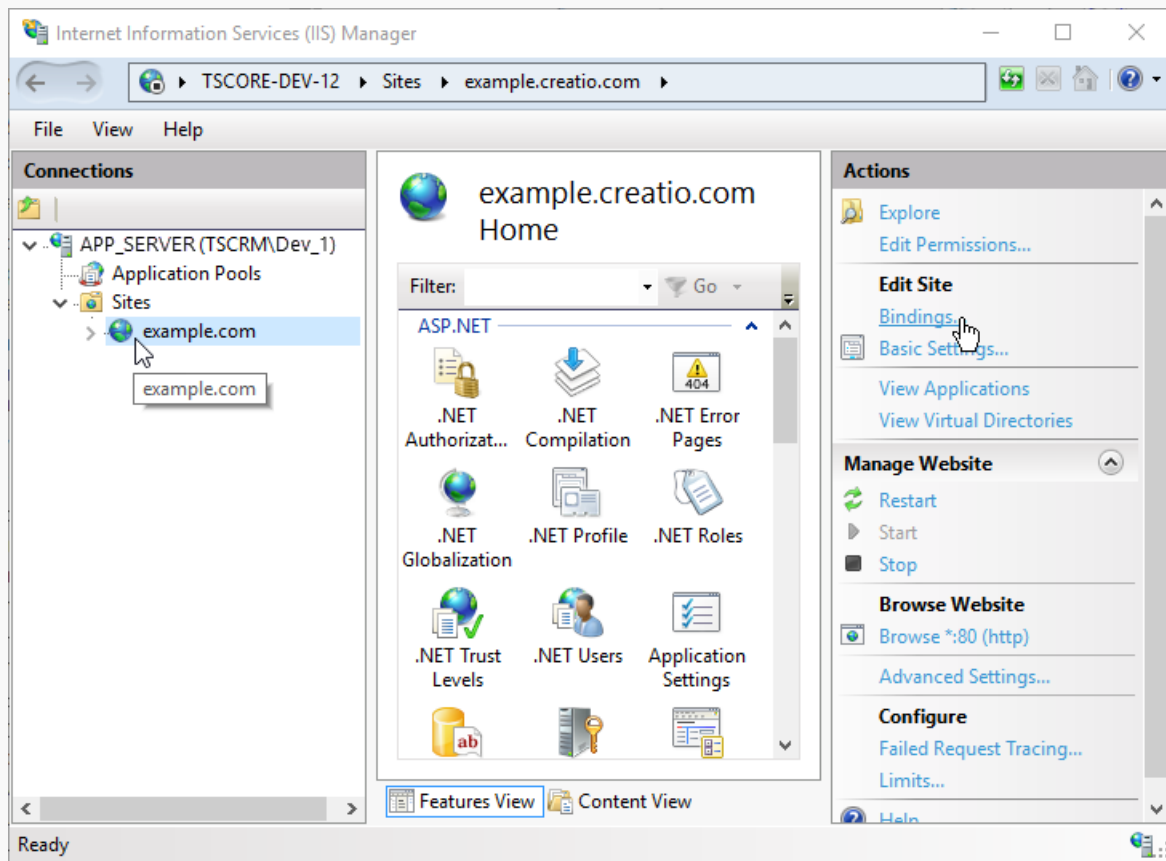 Internet Information Services (IIS) Manager
TSCORE-DEV-12 Sites example.creatio.com
File View Help
Connections
APP_SERVER (TSCRM\Dev_1)
Application Pools
Sites
example.com
example.com
example.creatio.com
Home
Filter:
Go
ASP.NET
.NET
Authorizat...
.NET
Compilation
404
.NET Error
Pages
.NET
Globalization
.NET Profile
.NET Roles
.NET Trust
Levels
.NET Users
Application
Settings
ab
Features View
Content View
Actions
Explore
Edit Permissions...
Edit Site
Bindings...
Basic Settings...
View Applications
View Virtual Directories
Manage Website
Restart
Start
Stop
Browse Website
Browse *:80 (http)
Advanced Settings...
Configure
Failed Request Tracing...
Limits...
Help
Ready